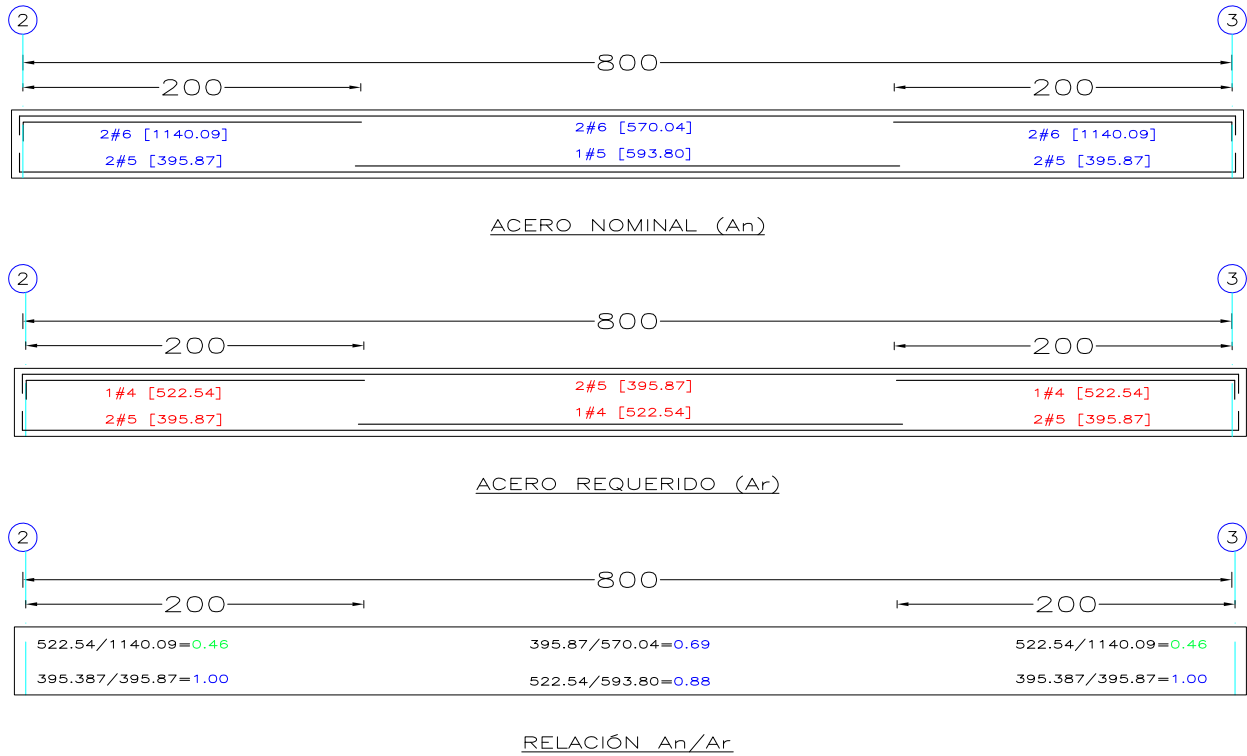 2 3
800
200 200
2#6 [1140.09] 2#6 [570.04] 2#6 [1140.09]
2#5 [395.87] 1#5 [593.80] 2#5 [395.87]
ACERO NOMINAL (An)
2 3
800
200 200
1#4 [522.54] 2#5 [395.87] 1#4 [522.54]
2#5 [395.87] 1#4 [522.54] 2#5 [395.87]
ACERO REQUERIDO (Ar)
2 3
800
200 200
522.54/1140.09=0.46 395.87/570.04=0.69 522.54/1140.09=0.46
395.387/395.87=1.00 522.54/593.80=0.88 395.387/395.87=1.00
RELACIÓN An/Ar